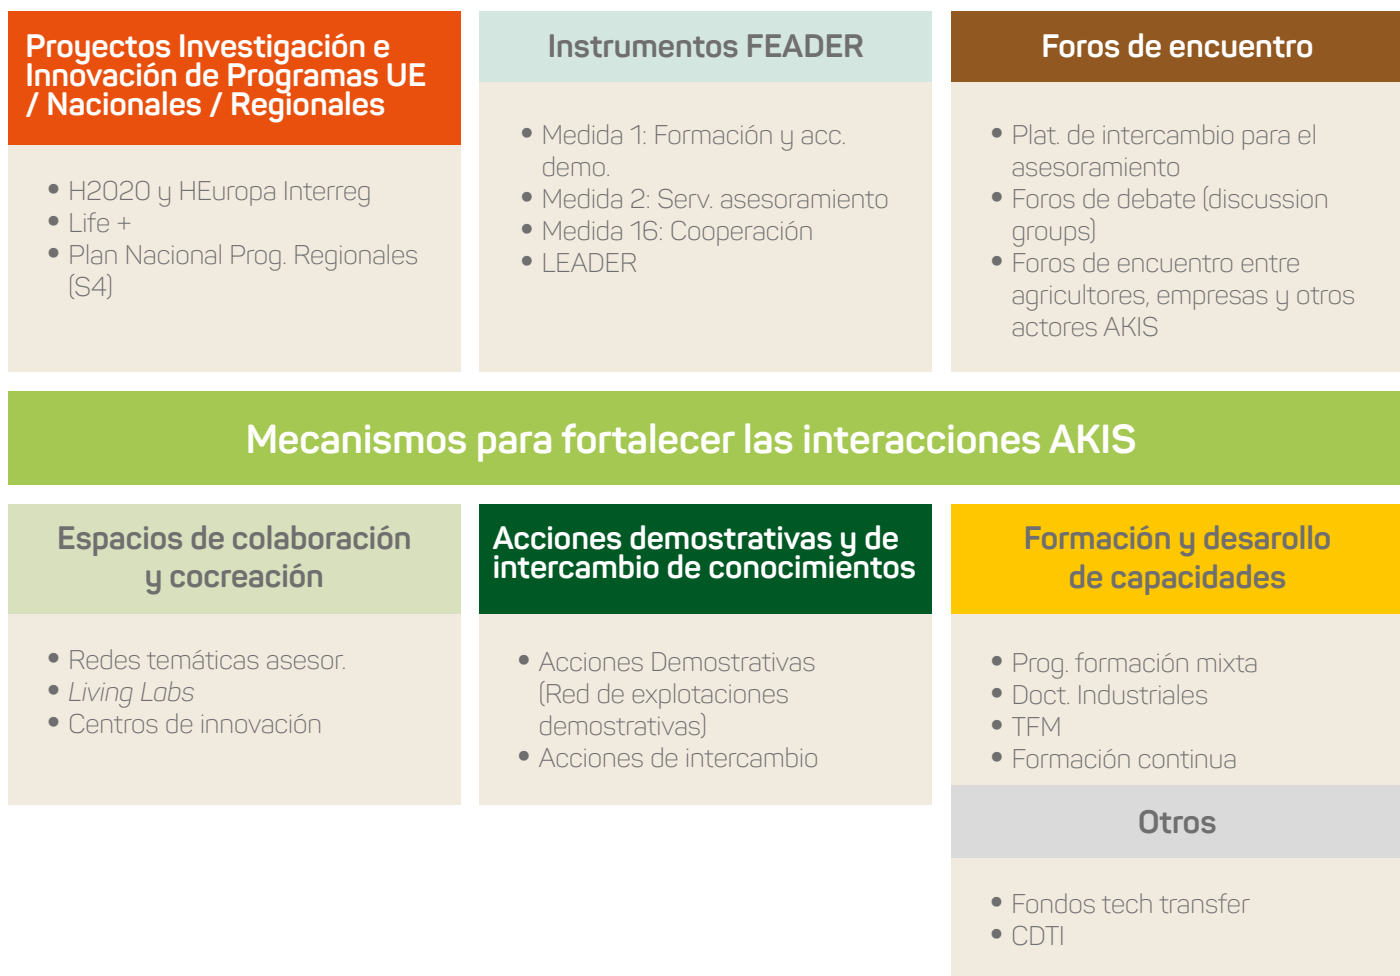 Proyectos Investigación e
Innovación de Programas UE
/ Nacionales / Regionales
• H2020 y HEuropa Interreg
• Life +
• Plan Nacional Prog. Regionales
(S4)
Instrumentos FEADER
• Medida 1: Formación y acc.
demo.
• Medida 2: Serv. asesoramiento
• Medida 16: Cooperación
• LEADER
Foros de encuentro
• Plat. de intercambio para el
asesoramiento
• Foros de debate (discussion
groups)
• Foros de encuentro entre
agricultores, empresas y otros
actores AKIS
Mecanismos para fortalecer las interacciones AKIS
Espacios de colaboración
y cocreación
• Redes temáticas asesor.
• Living Labs
• Centros de innovación
Acciones demostrativas y de
intercambio de conocimientos
• Acciones Demostrativas
(Red de explotaciones
demostrativas)
• Acciones de intercambio
Formación y desarollo
de capacidades
• Prog. formación mixta
• Doct. Industriales
• TFM
• Formación continua
Otros
• Fondos tech transfer
• CDTI